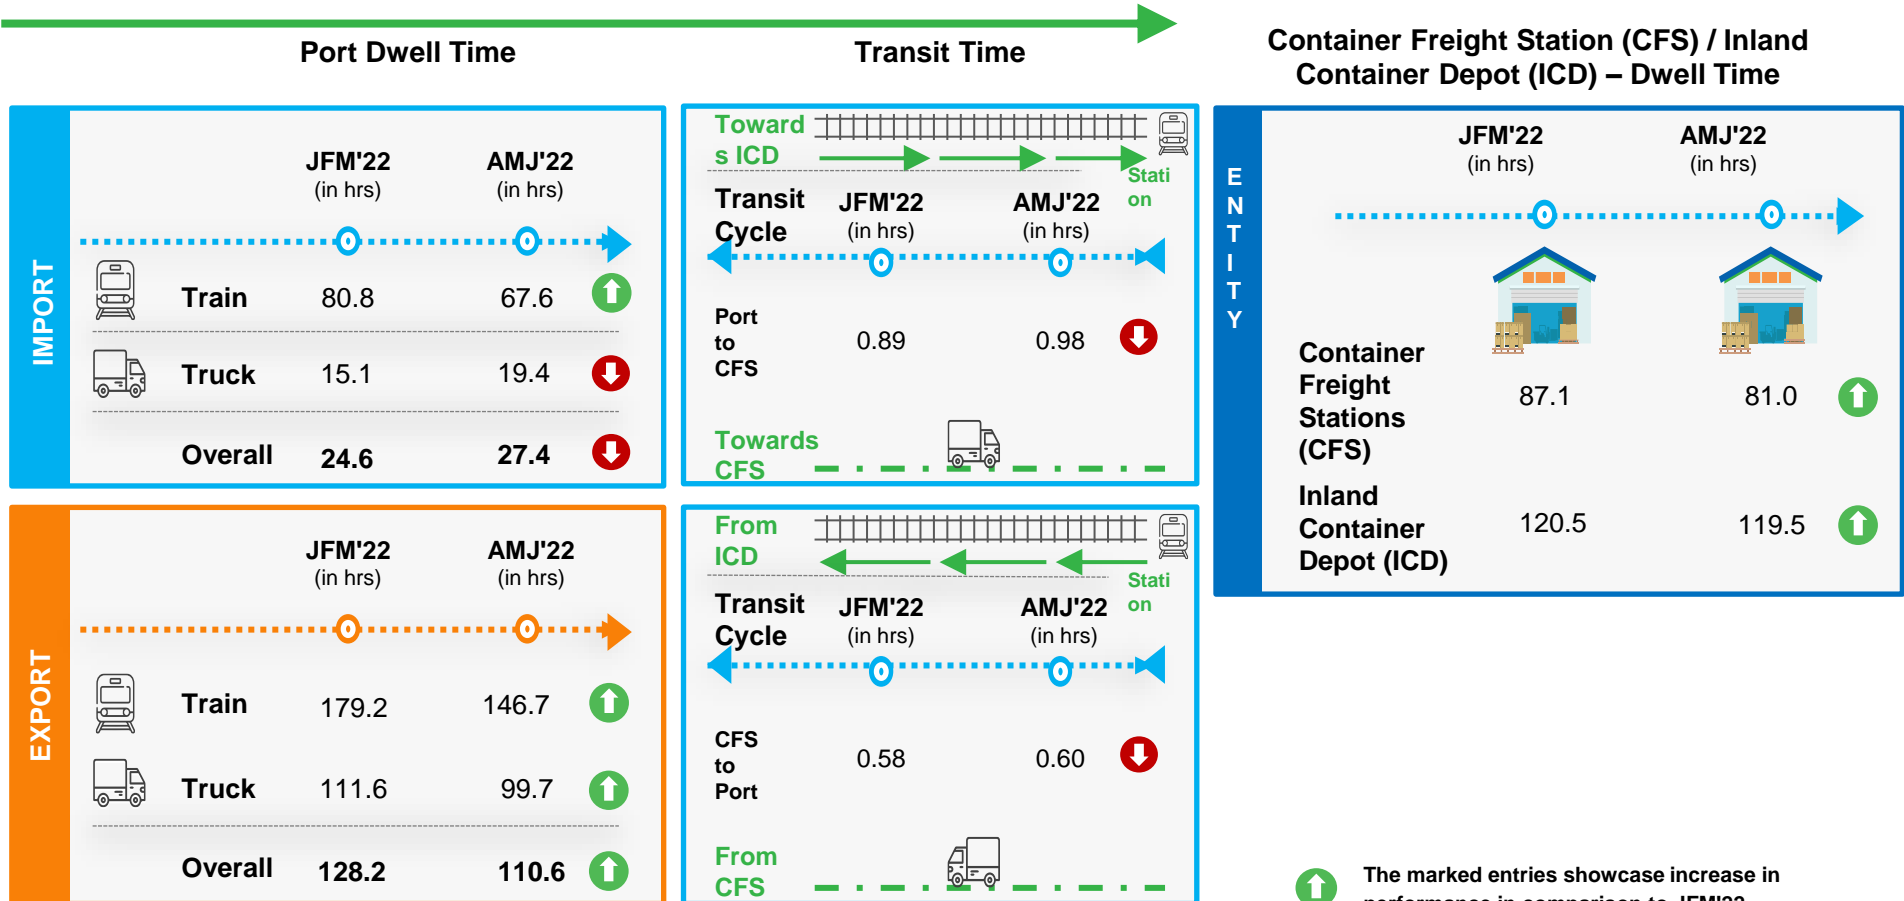 Port Dwell Time
Transit Time
Container Freight Station (CFS) / Inland
Container Depot (ICD) – Dwell Time
IMPORT
JFM'22 AMJ'22
(in hrs) (in hrs)
Train 80.8 67.6
Truck 15.1 19.4
Overall 24.6 27.4
Toward
s ICD
Stati
on
Transit
Cycle
JFM'22 AMJ'22
(in hrs) (in hrs)
Port
to
CFS
0.89 0.98
Towards
CFS
ENTITY
JFM'22 AMJ'22
(in hrs) (in hrs)
Container
Freight
Stations
(CFS)
87.1 81.0
Inland
Container
Depot (ICD)
120.5 119.5
EXPORT
JFM'22 AMJ'22
(in hrs) (in hrs)
Train 179.2 146.7
Truck 111.6 99.7
Overall 128.2 110.6
From
ICD
Stati
on
Transit
Cycle
JFM'22 AMJ'22
(in hrs) (in hrs)
CFS
to
Port
0.58 0.60
From
CFS
The marked entries showcase increase in
performance in comparison to JFM'22